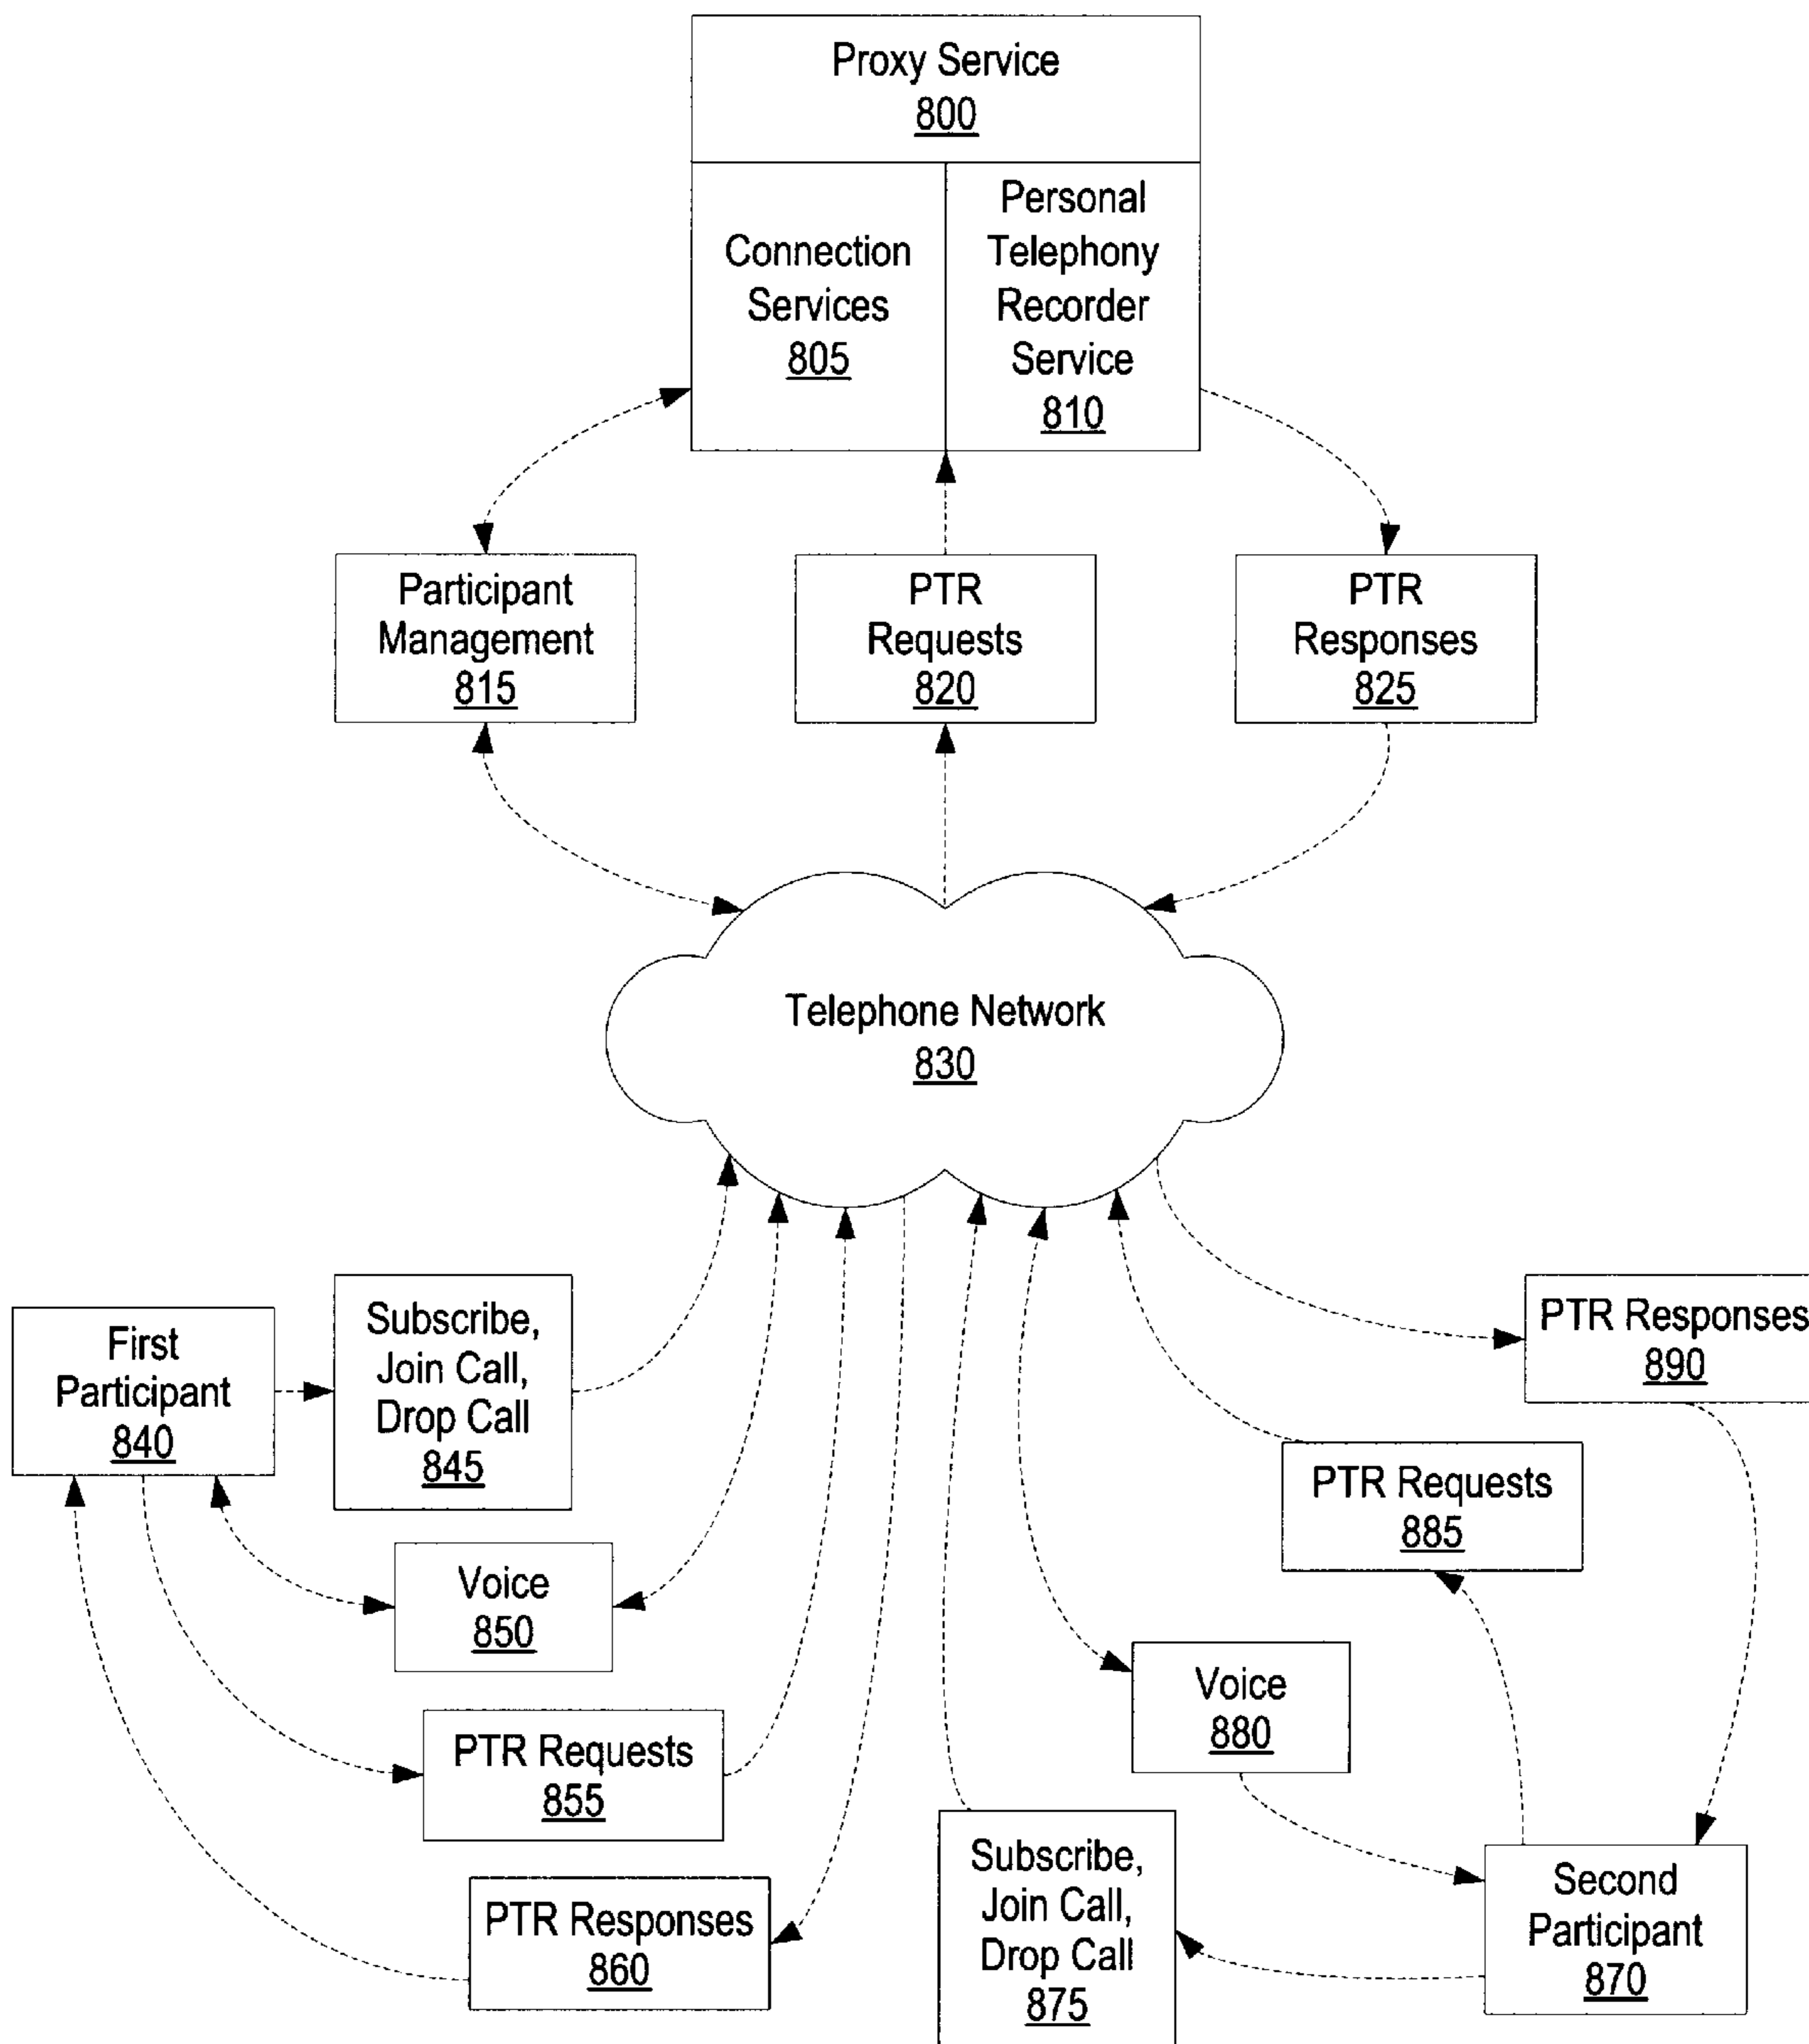 Proxy Service
800
Connection
Services
805
Personal
Telephony
Recorder
Service
810
Participant
Management
815
PTR
Requests
820
PTR
Responses
825
Telephone Network
830
First
Participant
840
Subscribe,
Join Call,
Drop Call
845
Voice
850
PTR Requests
855
PTR Responses
860
PTR Responses
890
PTR Requests
885
Voice
880
Subscribe,
Join Call,
Drop Call
875
Second
Participant
870